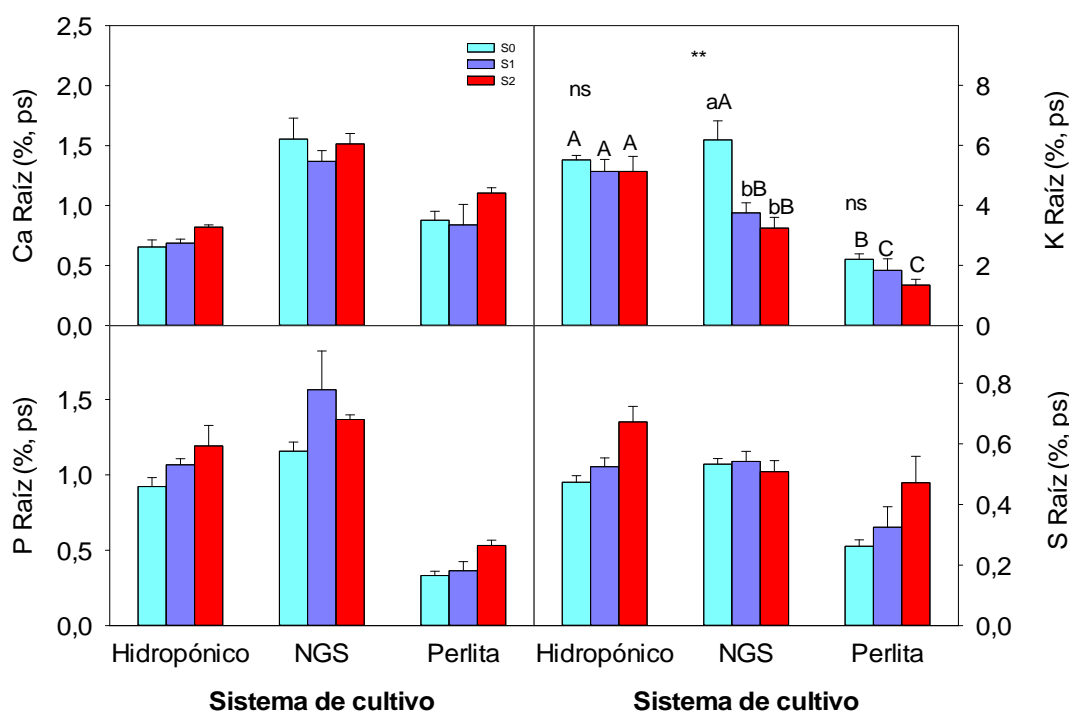 2,5
2,0
1,5
1,0
0,5
0,0
Ca Raíz (%, ps)
S0
S1
S2
**
ns
A A A
aA
bB
bB
ns
B C
C
8
6
4
2
0
K Raíz (%, ps)
1,5
1,0
0,5
0,0
P Raíz (%, ps)
0,8
0,6
0,4
0,2
0,0
S Raíz (%, ps)
Hidropónico NGS Perlita Hidropónico NGS Perlita
Sistema de cultivo Sistema de cultivo